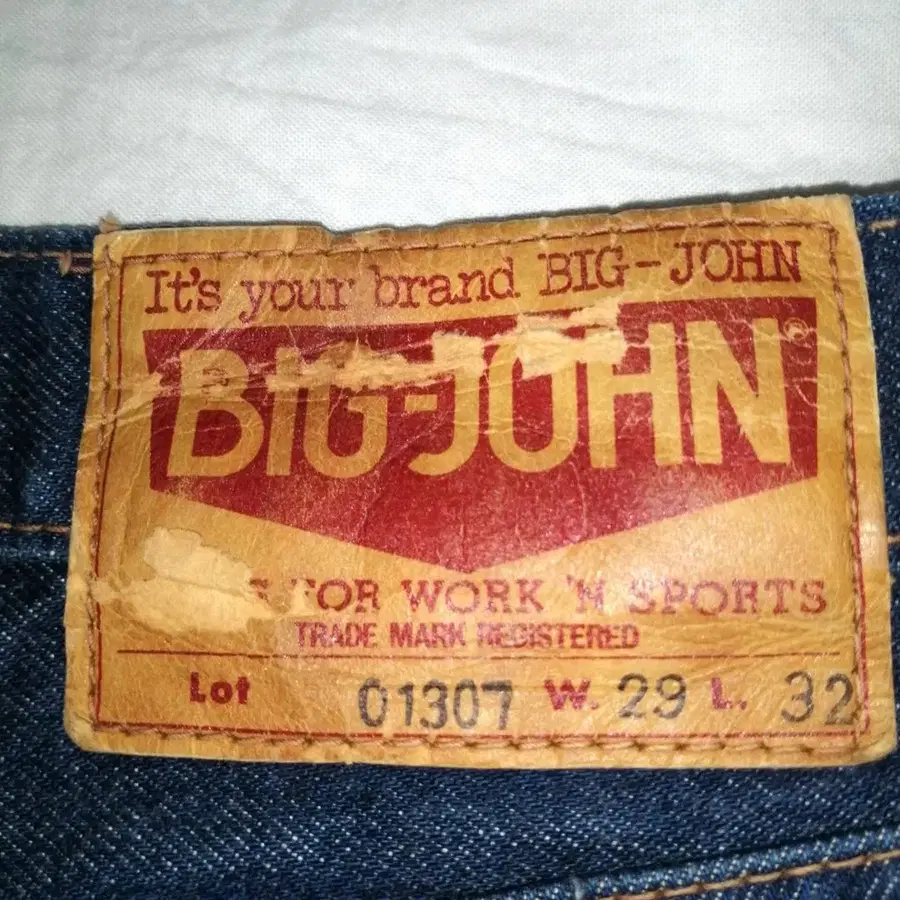 It's your brand BIG-JOHN
BIG-JOHN®
FOR WORK 'N SPORTS
TRADE MARK REGISTERED
Lot 01307 W. 29 L. 32